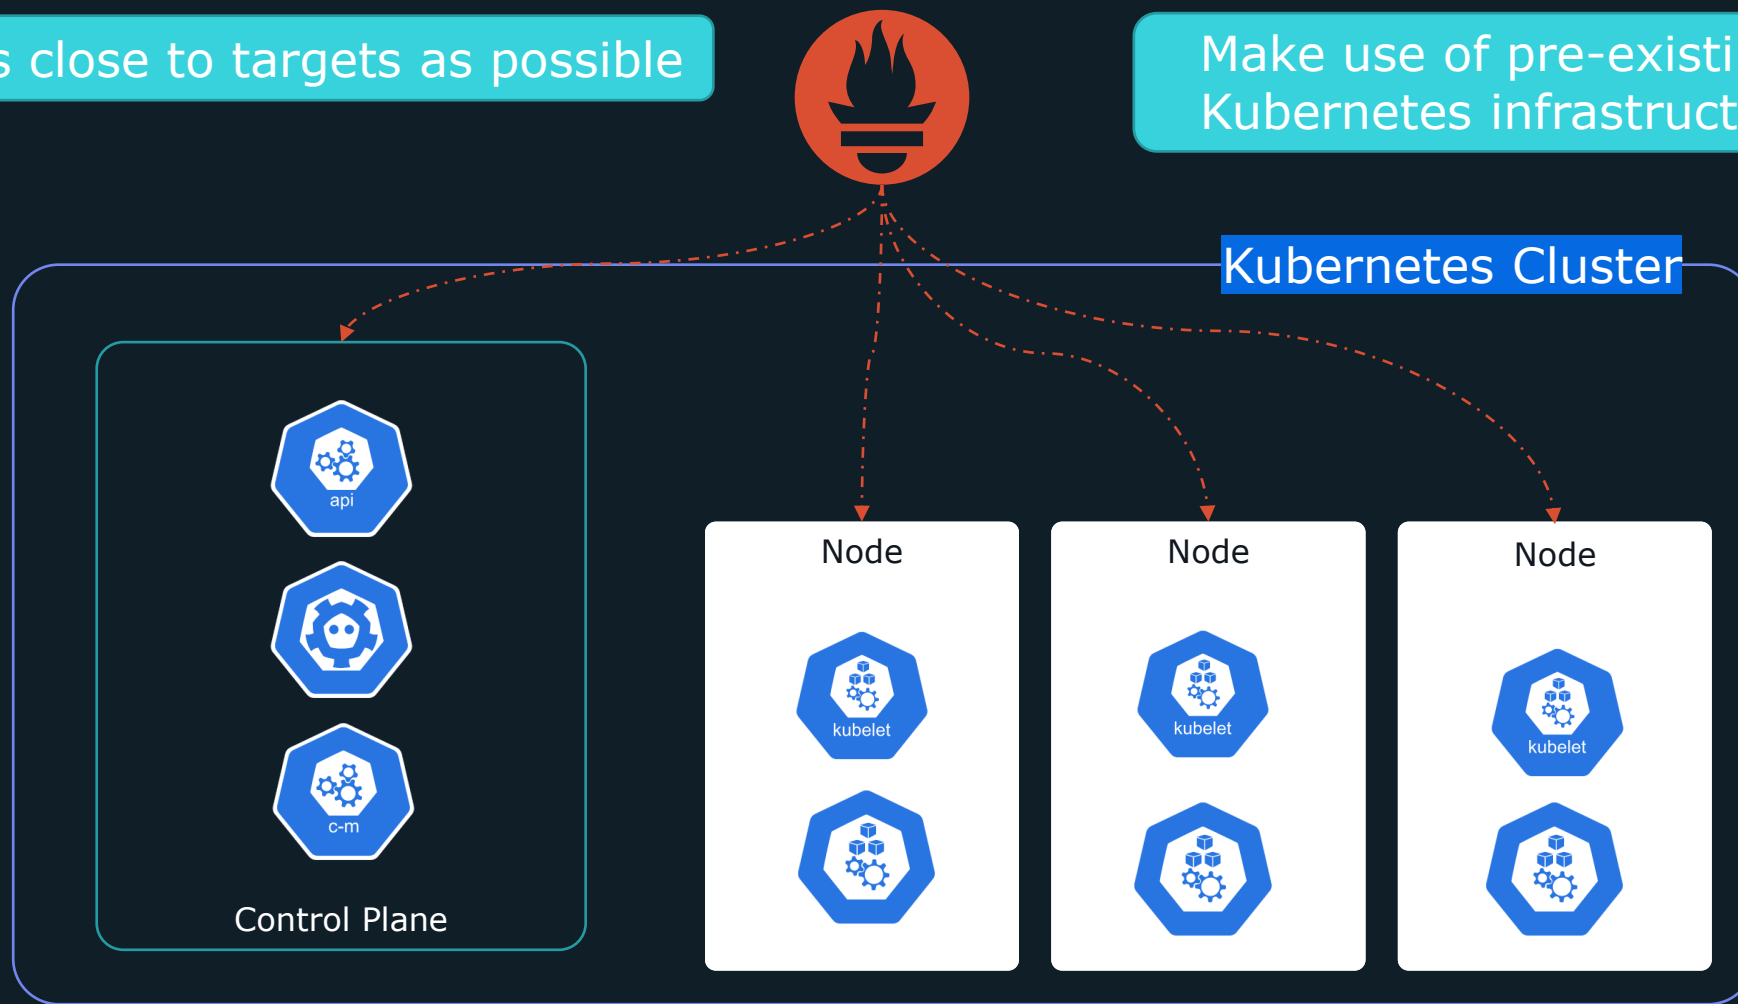 s close to targets as possible
Make use of pre-existi
Kubernetes infrastruct
Kubernetes Cluster
api
c-m
Control Plane
Node
kubelet
Node
kubelet
Node
kubelet